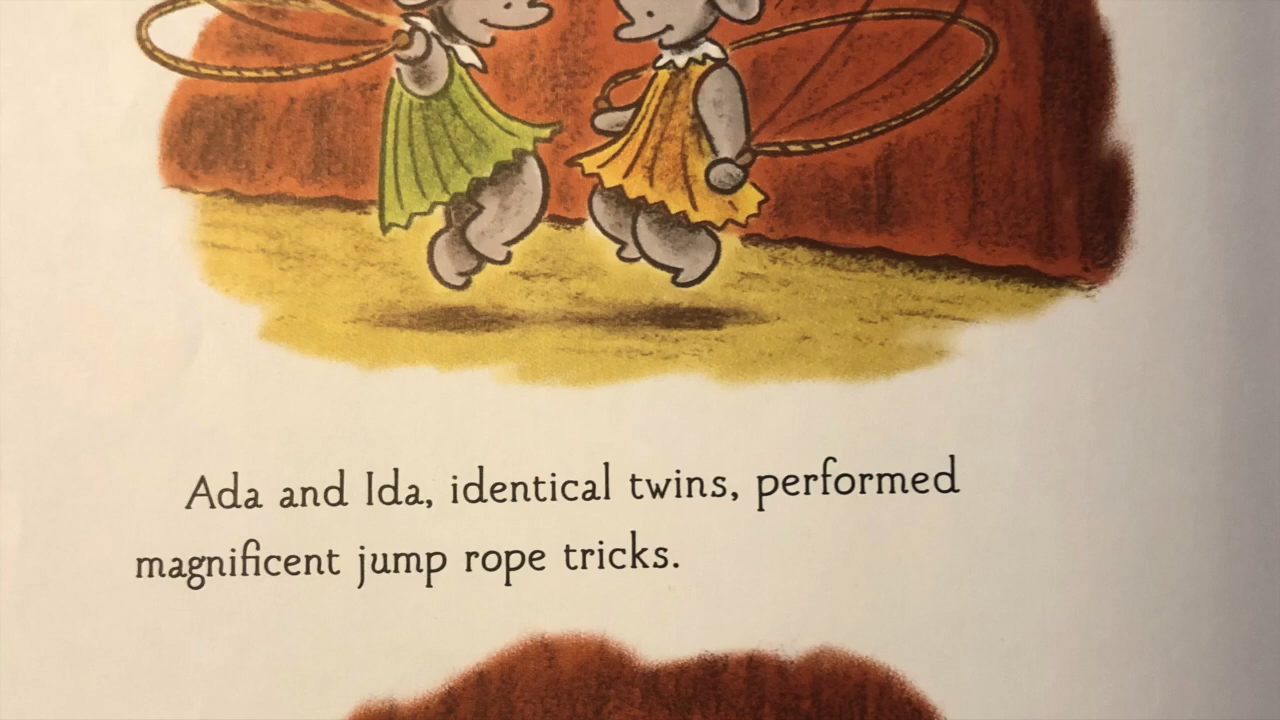 Ada and Ida, identical twins, performed
magnificent jump rope tricks.